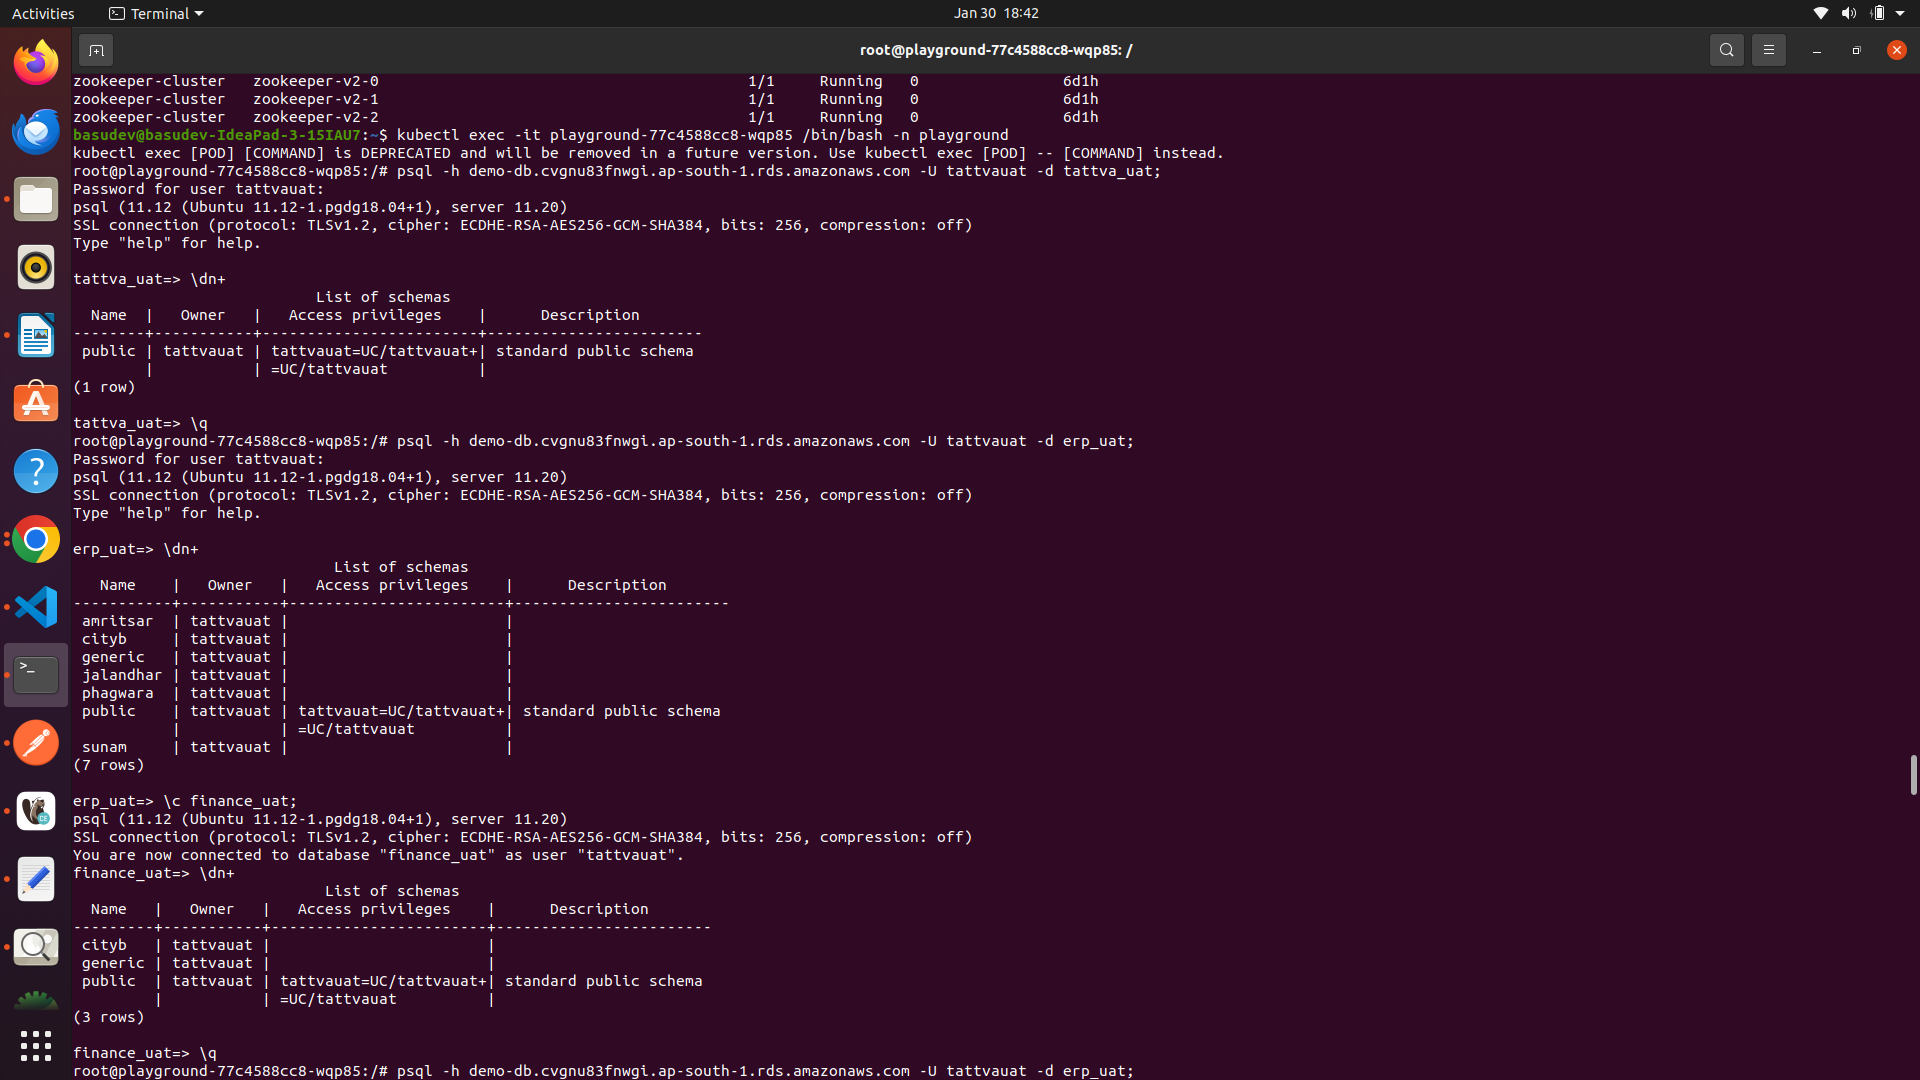 Activities
Terminal
Jan 30  18:42
root@playground-77c4588cc8-wqp85: /
zookeeper-cluster   zookeeper-v2-0                                         1/1     Running   0                6d1h
zookeeper-cluster   zookeeper-v2-1                                         1/1     Running   0                6d1h
zookeeper-cluster   zookeeper-v2-2                                         1/1     Running   0                6d1h
basudev@basudev-IdeaPad-3-15IAU7:~$ kubectl exec -it playground-77c4588cc8-wqp85 /bin/bash -n playground
kubectl exec [POD] [COMMAND] is DEPRECATED and will be removed in a future version. Use kubectl exec [POD] -- [COMMAND] instead.
root@playground-77c4588cc8-wqp85:/# psql -h demo-db.cvgnu83fnwgi.ap-south-1.rds.amazonaws.com -U tattvauat -d tattva_uat;
Password for user tattvauat:
psql (11.12 (Ubuntu 11.12-1.pgdg18.04+1), server 11.20)
SSL connection (protocol: TLSv1.2, cipher: ECDHE-RSA-AES256-GCM-SHA384, bits: 256, compression: off)
Type "help" for help.
tattva_uat=> \dn+
                           List of schemas
  Name  |   Owner   |   Access privileges    |      Description
--------+-----------+------------------------+------------------------
 public | tattvauat | tattvauat=UC/tattvauat+| standard public schema
        |           | =UC/tattvauat          |
(1 row)
tattva_uat=> \q
root@playground-77c4588cc8-wqp85:/# psql -h demo-db.cvgnu83fnwgi.ap-south-1.rds.amazonaws.com -U tattvauat -d erp_uat;
Password for user tattvauat:
psql (11.12 (Ubuntu 11.12-1.pgdg18.04+1), server 11.20)
SSL connection (protocol: TLSv1.2, cipher: ECDHE-RSA-AES256-GCM-SHA384, bits: 256, compression: off)
Type "help" for help.
erp_uat=> \dn+
                             List of schemas
   Name    |   Owner   |   Access privileges    |      Description
-----------+-----------+------------------------+------------------------
 amritsar  | tattvauat |                        |
 cityb     | tattvauat |                        |
 generic   | tattvauat |                        |
 jalandhar | tattvauat |                        |
 phagwara  | tattvauat |                        |
 public    | tattvauat | tattvauat=UC/tattvauat+| standard public schema
           |           | =UC/tattvauat          |
 sunam     | tattvauat |                        |
(7 rows)
erp_uat=> \c finance_uat;
psql (11.12 (Ubuntu 11.12-1.pgdg18.04+1), server 11.20)
SSL connection (protocol: TLSv1.2, cipher: ECDHE-RSA-AES256-GCM-SHA384, bits: 256, compression: off)
You are now connected to database "finance_uat" as user "tattvauat".
finance_uat=> \dn+
                            List of schemas
  Name   |   Owner   |   Access privileges    |      Description
---------+-----------+------------------------+------------------------
 cityb   | tattvauat |                        |
 generic | tattvauat |                        |
 public  | tattvauat | tattvauat=UC/tattvauat+| standard public schema
         |           | =UC/tattvauat          |
(3 rows)
finance_uat=> \q
root@playground-77c4588cc8-wqp85:/# psql -h demo-db.cvgnu83fnwgi.ap-south-1.rds.amazonaws.com -U tattvauat -d erp_uat;